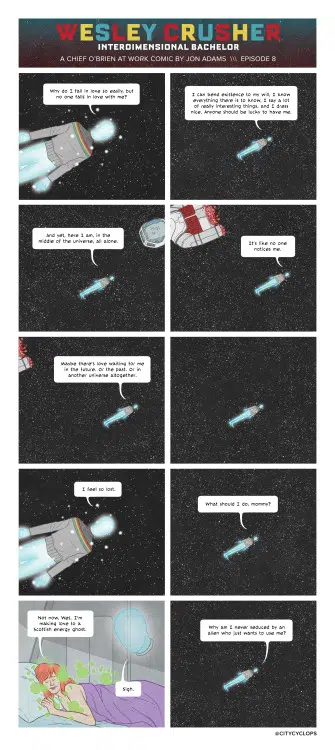 WESLEY CRUSHER
INTERDIMENSIONAL BACHELOR
A CHIEF O'BRIEN AT WORK COMIC BY JON ADAMS \\\ EPISODE 8
Why do I fall in love so easily, but
no one falls in love with me?
I can bend existence to my will, I know
everything there is to know, I say a lot
of really interesting things, and I dress
nice. Anyone should be lucky to have me.
And yet, here I am, in the
middle of the universe, all alone.
It's like no one
notices me.
Maybe there's love waiting for me
in the future. Or the past. Or in
another universe altogether.
I feel so lost.
What should I do, mommy?
Not now, Wes. I'm
making love to a
Scottish energy ghost.
Sigh.
Why am I never seduced by an
alien who just wants to use me?
@CITYCYCLOPS